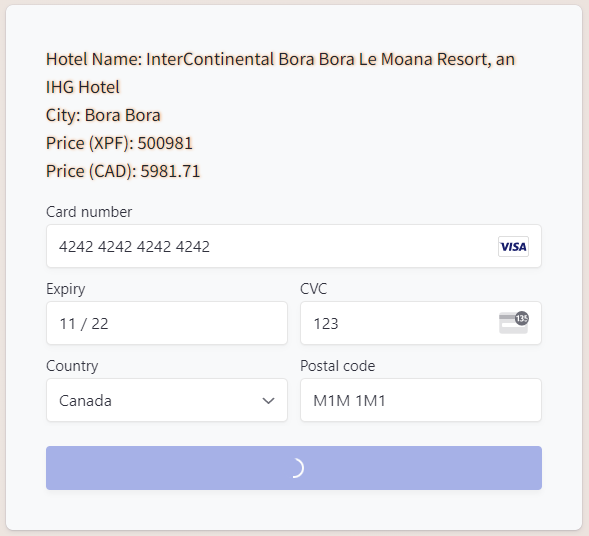 Hotel Name: InterContinental Bora Bora Le Moana Resort, an
IHG Hotel
City: Bora Bora
Price (XPF): 500981
Price (CAD): 5981.71
Card number
4242 4242 4242 4242 VISA
Expiry CVC
11 / 22 123 135
Country Postal code
Canada M1M 1M1